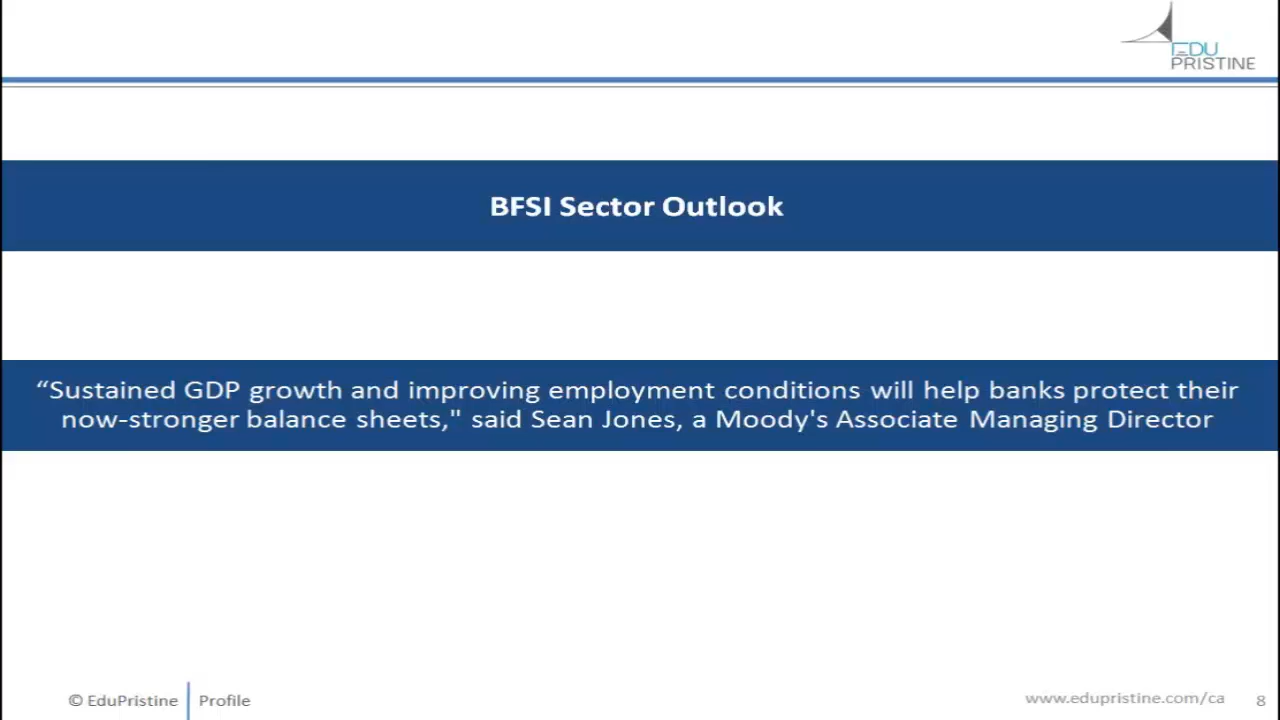 EDU
PRISTINE
BFSI Sector Outlook
“Sustained GDP growth and improving employment conditions will help banks protect their
now-stronger balance sheets," said Sean Jones, a Moody's Associate Managing Director
© EduPristine Profile
www.edupristine.com/ca 8